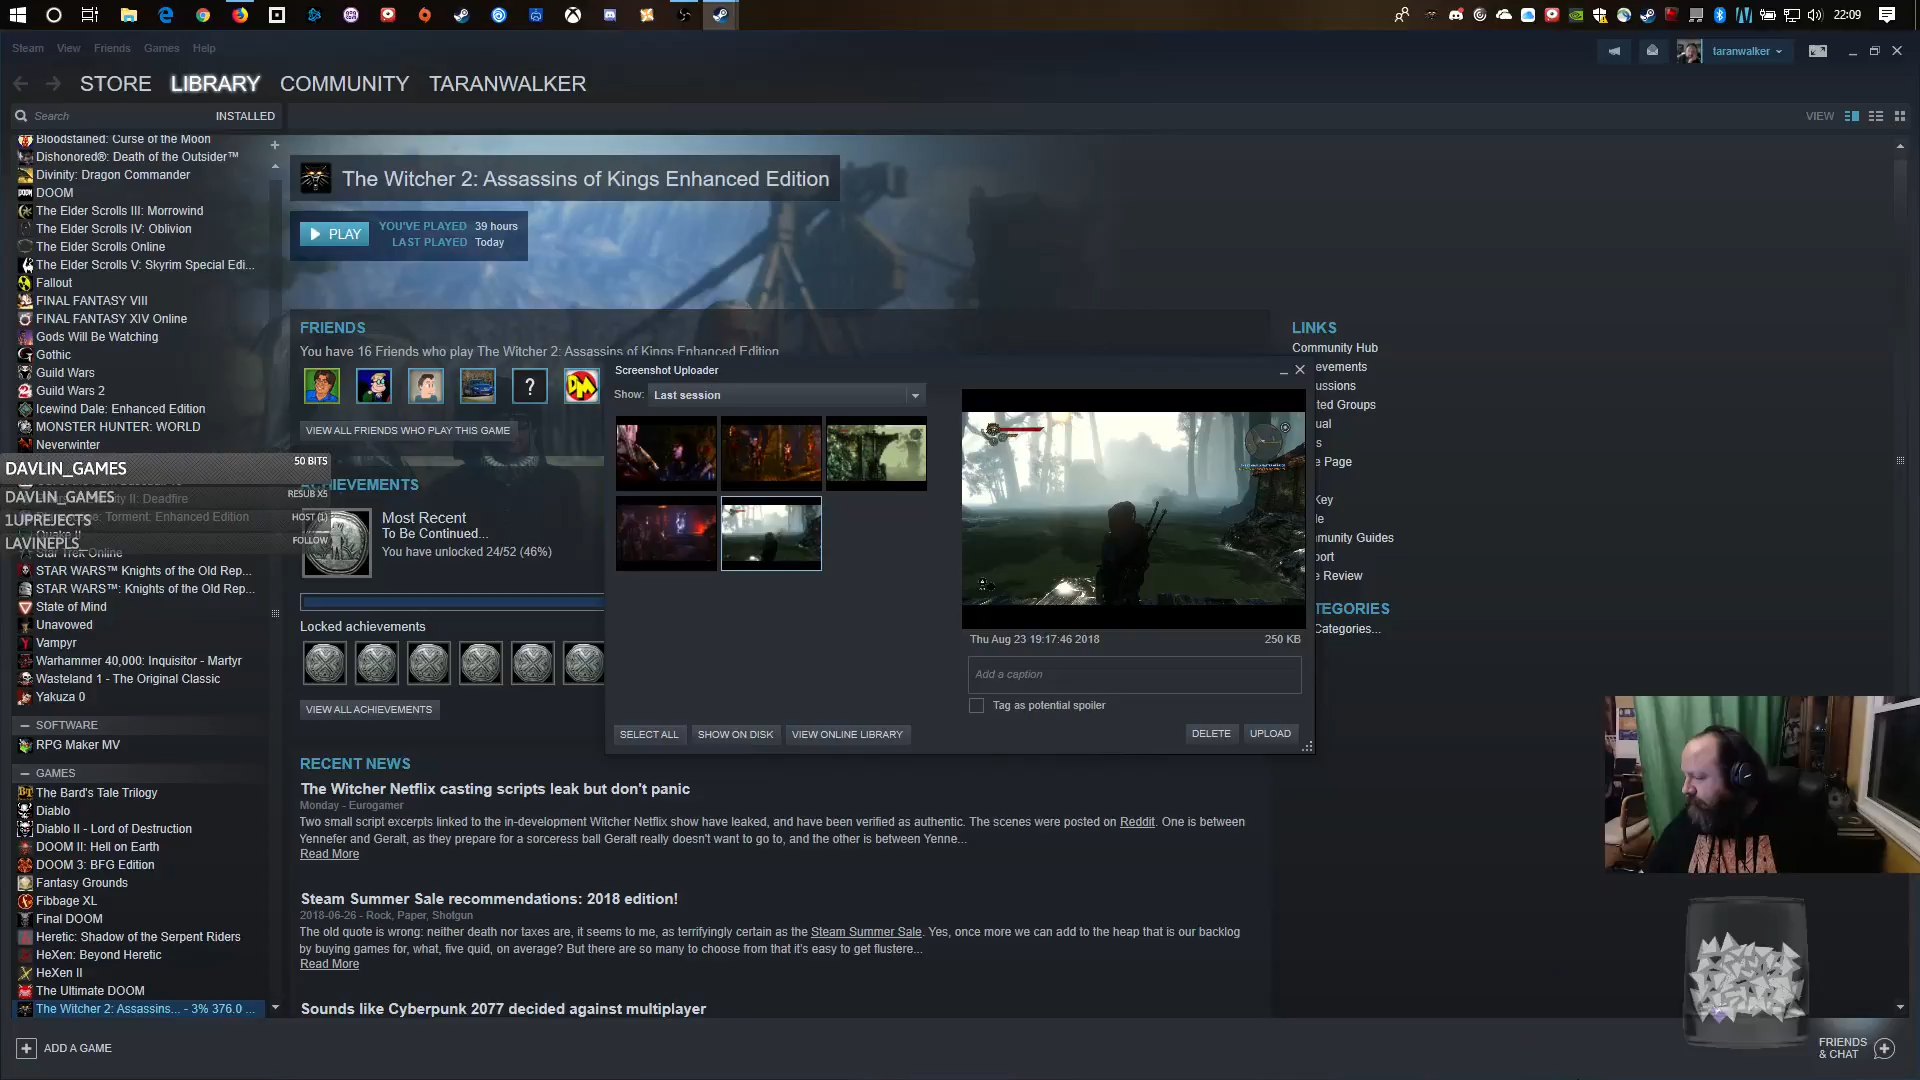 22:09
Steam View Friends Games Help
taranwalker
STORE LIBRARY COMMUNITY TARANWALKER
Search INSTALLED
VIEW
Bloodstained: Curse of the Moon
Dishonored®: Death of the Outsider™
Divinity: Dragon Commander
DOOM
The Elder Scrolls III: Morrowind
The Elder Scrolls IV: Oblivion
The Elder Scrolls Online
The Elder Scrolls V: Skyrim Special Edi...
Fallout
FINAL FANTASY VIII
FINAL FANTASY XIV Online
Gods Will Be Watching
Gothic
Guild Wars
Guild Wars 2
Icewind Dale: Enhanced Edition
MONSTER HUNTER: WORLD
Neverwinter
DAVLIN_GAMES 50 BITS
DAVLIN_GAMES RESUB X5
II: Deadfire
1UPREJECTS HOST (1)
Torment: Enhanced Edition
LAVINEPLS_ FOLLOW
Star Trek Online
STAR WARS™ Knights of the Old Rep...
STAR WARS™: Knights of the Old Rep...
State of Mind
Unavowed
Vampyr
Warhammer 40,000: Inquisitor - Martyr
Wasteland 1 - The Original Classic
Yakuza 0
SOFTWARE
RPG Maker MV
GAMES
The Bard's Tale Trilogy
Diablo
Diablo II - Lord of Destruction
DOOM II: Hell on Earth
DOOM 3: BFG Edition
Fantasy Grounds
Fibbage XL
Final DOOM
Heretic: Shadow of the Serpent Riders
HeXen: Beyond Heretic
HeXen II
The Ultimate DOOM
The Witcher 2: Assassins... - 3% 376.0 ...
ADD A GAME
The Witcher 2: Assassins of Kings Enhanced Edition
PLAY
YOU'VE PLAYED 39 hours
LAST PLAYED Today
FRIENDS
You have 16 Friends who play The Witcher 2: Assassins of Kings Enhanced Edition
?
DM
VIEW ALL FRIENDS WHO PLAY THIS GAME
ACHIEVEMENTS
Most Recent
To Be Continued...
You have unlocked 24/52 (46%)
Locked achievements
VIEW ALL ACHIEVEMENTS
Screenshot Uploader
Show: Last session
Thu Aug 23 19:17:46 2018 250 KB
Add a caption
Tag as potential spoiler
SELECT ALL SHOW ON DISK VIEW ONLINE LIBRARY DELETE UPLOAD
RECENT NEWS
The Witcher Netflix casting scripts leak but don't panic
Monday - Eurogamer
Two small script excerpts linked to the in-development Witcher Netflix show have leaked, and have been verified as authentic. The scenes were posted on Reddit. One is between
Yennefer and Geralt, as they prepare for a sorceress ball Geralt really doesn't want to go to, and the other is between Yenne...
Read More
Steam Summer Sale recommendations: 2018 edition!
2018-06-26 - Rock, Paper, Shotgun
The old quote is wrong: neither death nor taxes are, it seems to me, as terrifyingly certain as the Steam Summer Sale. Yes, once more we can add to the heap that is our backlog
by buying games for, what, five quid, on average? But there are so many to choose from that it's easy to get flustere...
Read More
Sounds like Cyberpunk 2077 decided against multiplayer
LINKS
Community Hub
evements
ussions
ted Groups
ual
s
e Page
Key
le
munity Guides
port
e Review
TEGORIES
Categories...
FRIENDS
& CHAT